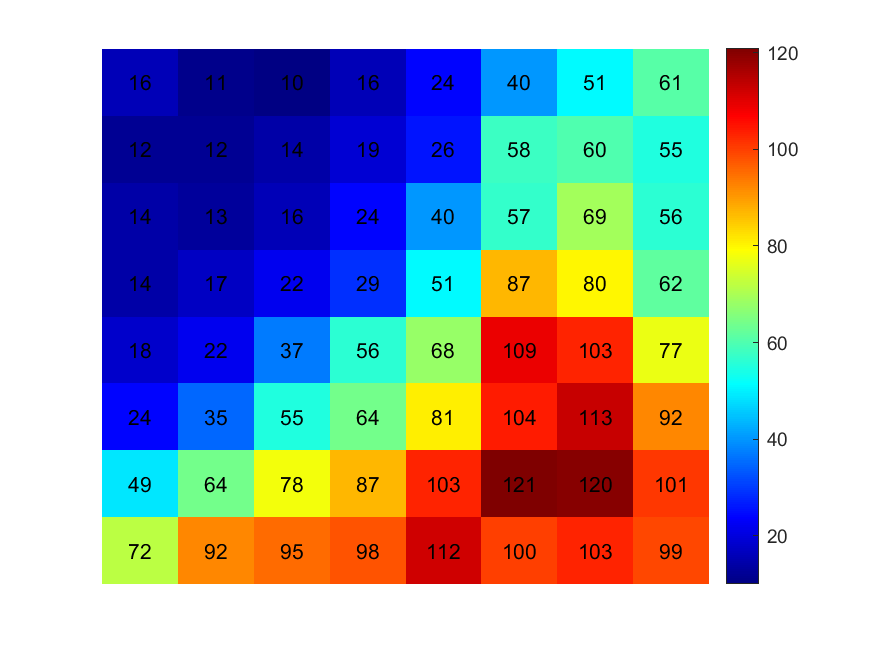 16 11 10 16 24 40 51 61
12 12 14 19 26 58 60 55
14 13 16 24 40 57 69 56
14 17 22 29 51 87 80 62
18 22 37 56 68 109 103 77
24 35 55 64 81 104 113 92
49 64 78 87 103 121 120 101
72 92 95 98 112 100 103 99
120
100
80
60
40
20